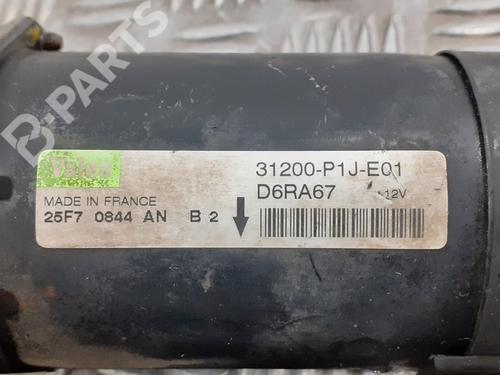 B-PARTS
Valeo
31200-P1J-E01
D6RA67 12V
MADE IN FRANCE
25F7 0844 AN B 2